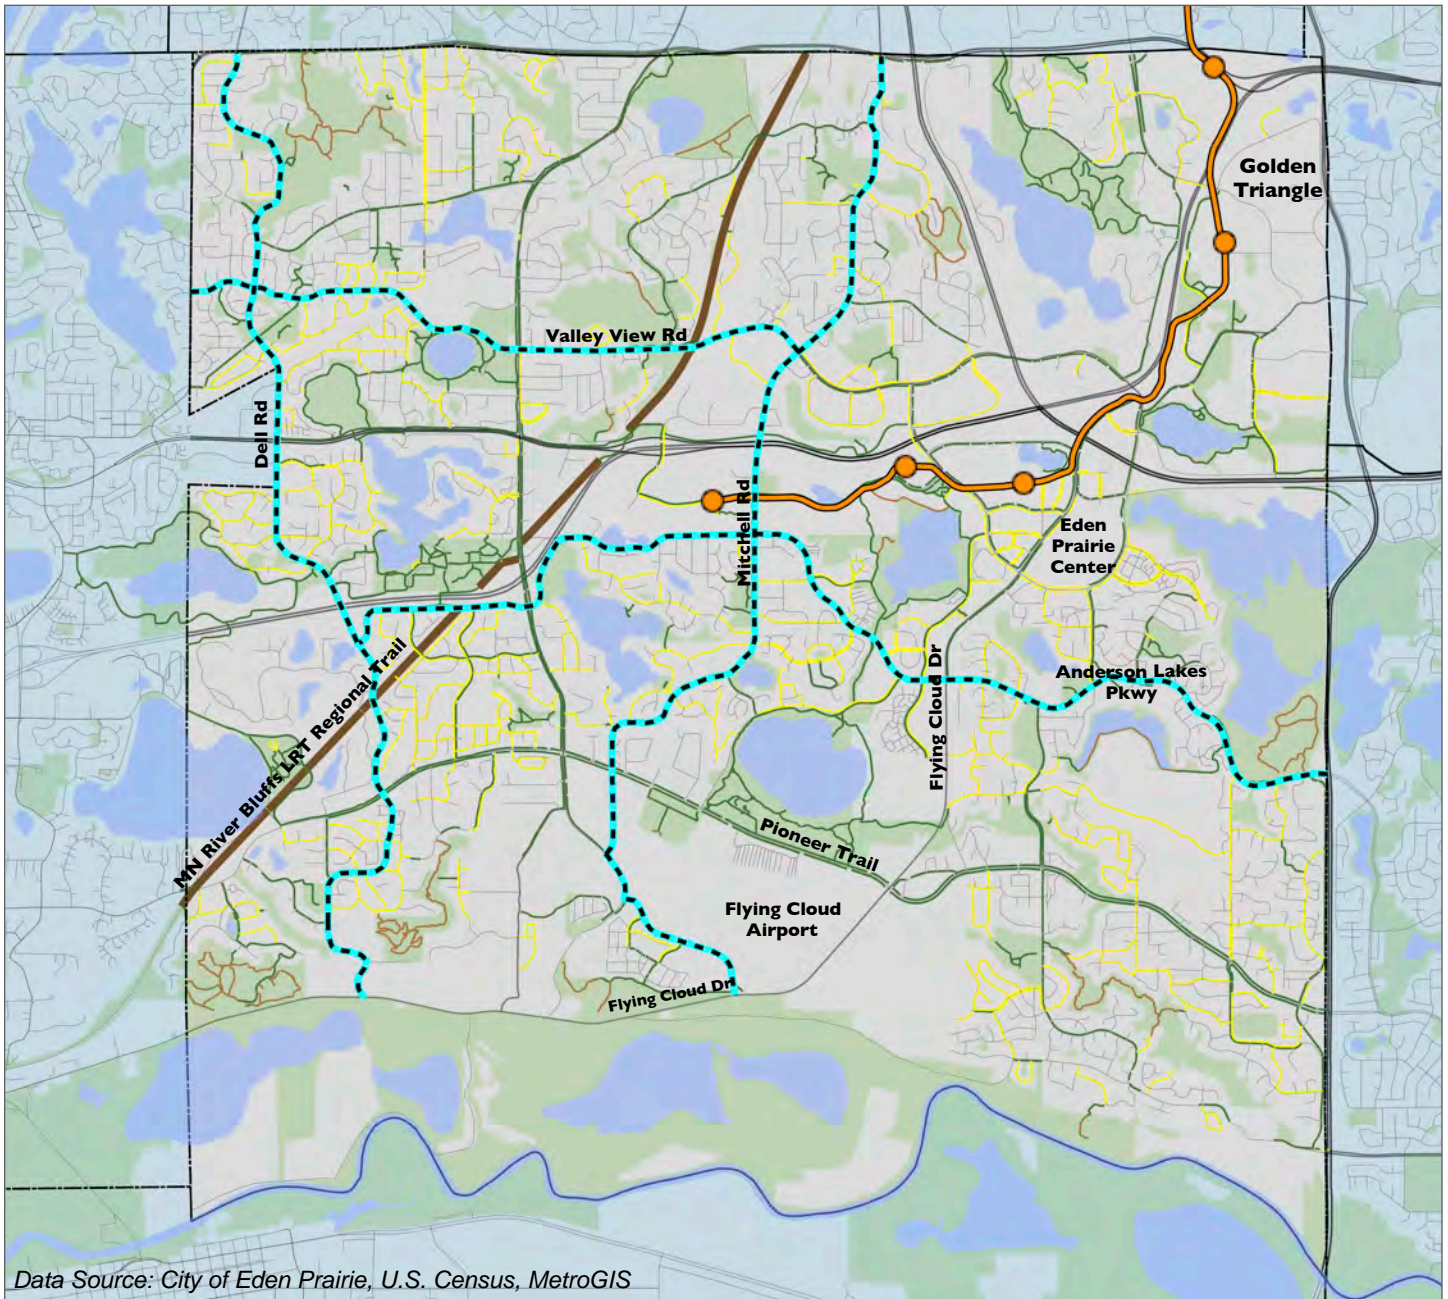 Golden
Triangle
Valley View Rd
Dell Rd
Mitchell Rd
Eden
Prairie
Center
MN River Bluffs LRT Regional Trail
Flying Cloud Dr
Anderson Lakes
Pkwy
Pioneer Trail
Flying Cloud
Airport
Flying Cloud Dr
Data Source: City of Eden Prairie, U.S. Census, MetroGIS